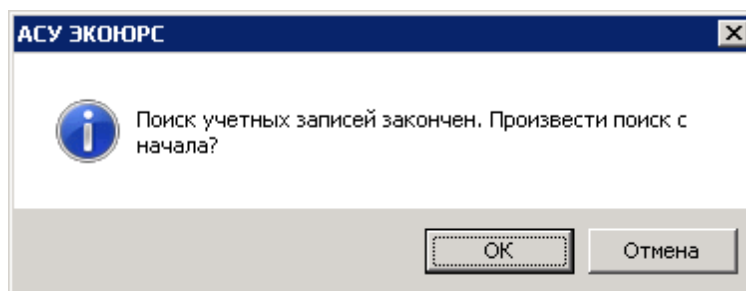 АСУ ЭКОЮРС
Поиск учетных записей закончен. Произвести поиск с
начала?
ОК
Отмена